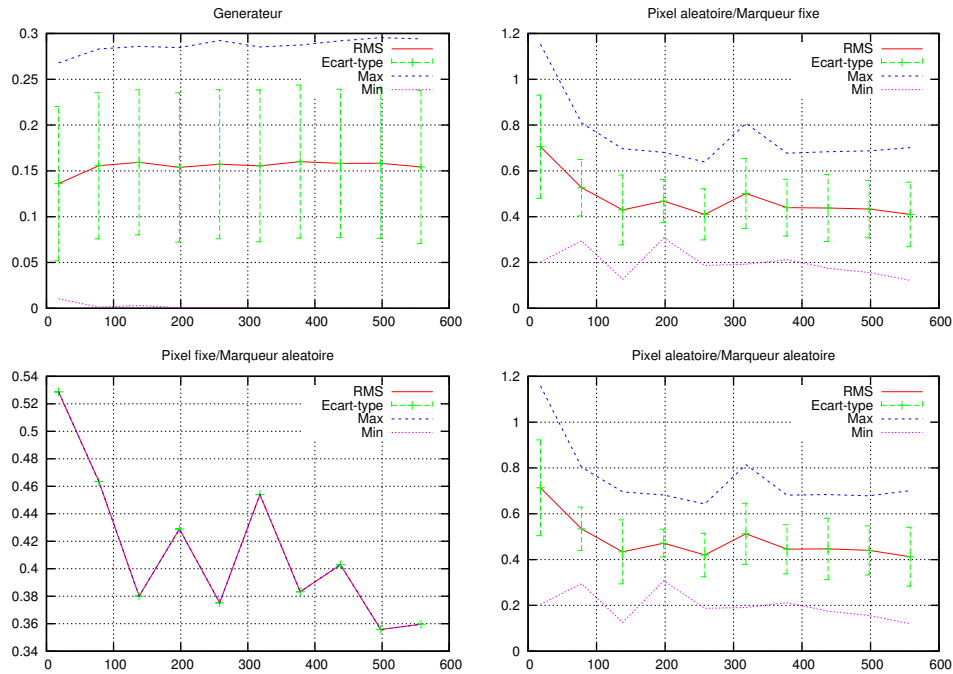 Generateur
0.3
0.25
0.2
0.15
0.1
0.05
0
0 100 200 300 400 500 600
RMS
Ecart-type
Max
Min
Pixel aleatoire/Marqueur fixe
1.2
1
0.8
0.6
0.4
0.2
0
0 100 200 300 400 500 600
RMS
Ecart-type
Max
Min
Pixel fixe/Marqueur aleatoire
0.54
0.52
0.5
0.48
0.46
0.44
0.42
0.4
0.38
0.36
0.34
0 100 200 300 400 500 600
RMS
Ecart-type
Max
Min
Pixel aleatoire/Marqueur aleatoire
1.2
1
0.8
0.6
0.4
0.2
0
0 100 200 300 400 500 600
RMS
Ecart-type
Max
Min